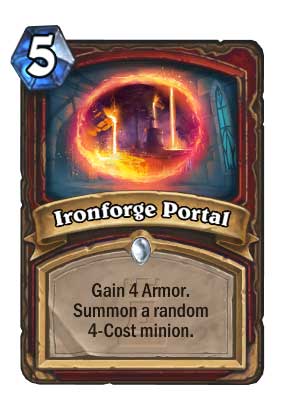 5
Ironforge Portal
Gain 4 Armor.
Summon a random
4-Cost minion.